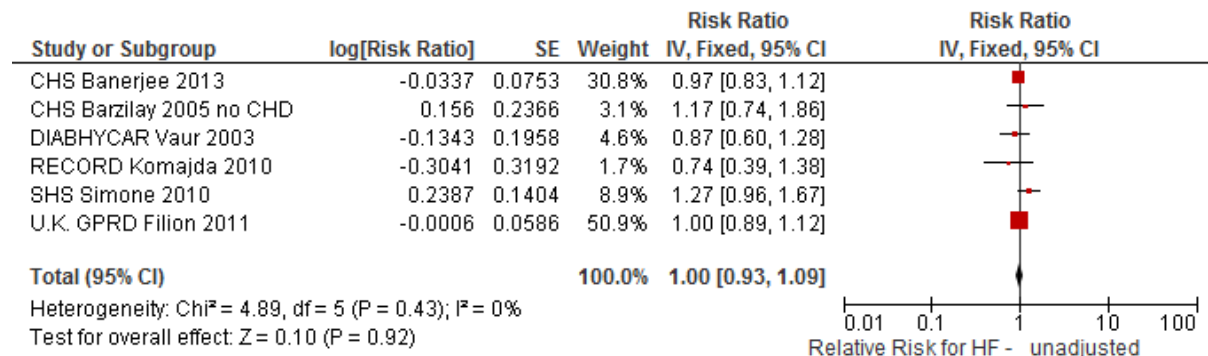 Risk Ratio Risk Ratio
Study or Subgroup log[Risk Ratio] SE Weight IV, Fixed, 95% CI IV, Fixed, 95% CI
CHS Banerjee 2013 -0.0337 0.0753 30.8% 0.97 [0.83, 1.12]
CHS Barzilay 2005 no CHD 0.156 0.2366 3.1% 1.17 [0.74, 1.86]
DIABHYCAR Vaur 2003 -0.1343 0.1958 4.6% 0.87 [0.60, 1.28]
RECORD Komajda 2010 -0.3041 0.3192 1.7% 0.74 [0.39, 1.38]
SHS Simone 2010 0.2387 0.1404 8.9% 1.27 [0.96, 1.67]
U.K. GPRD Filion 2011 -0.0006 0.0586 50.9% 1.00 [0.89, 1.12]
Total (95% CI) 100.0% 1.00 [0.93, 1.09]
Heterogeneity: Chi² = 4.89, df = 5 (P = 0.43); I² = 0%
Test for overall effect: Z = 0.10 (P = 0.92)
0.01 0.1 1 10 100
Relative Risk for HF - unadjusted